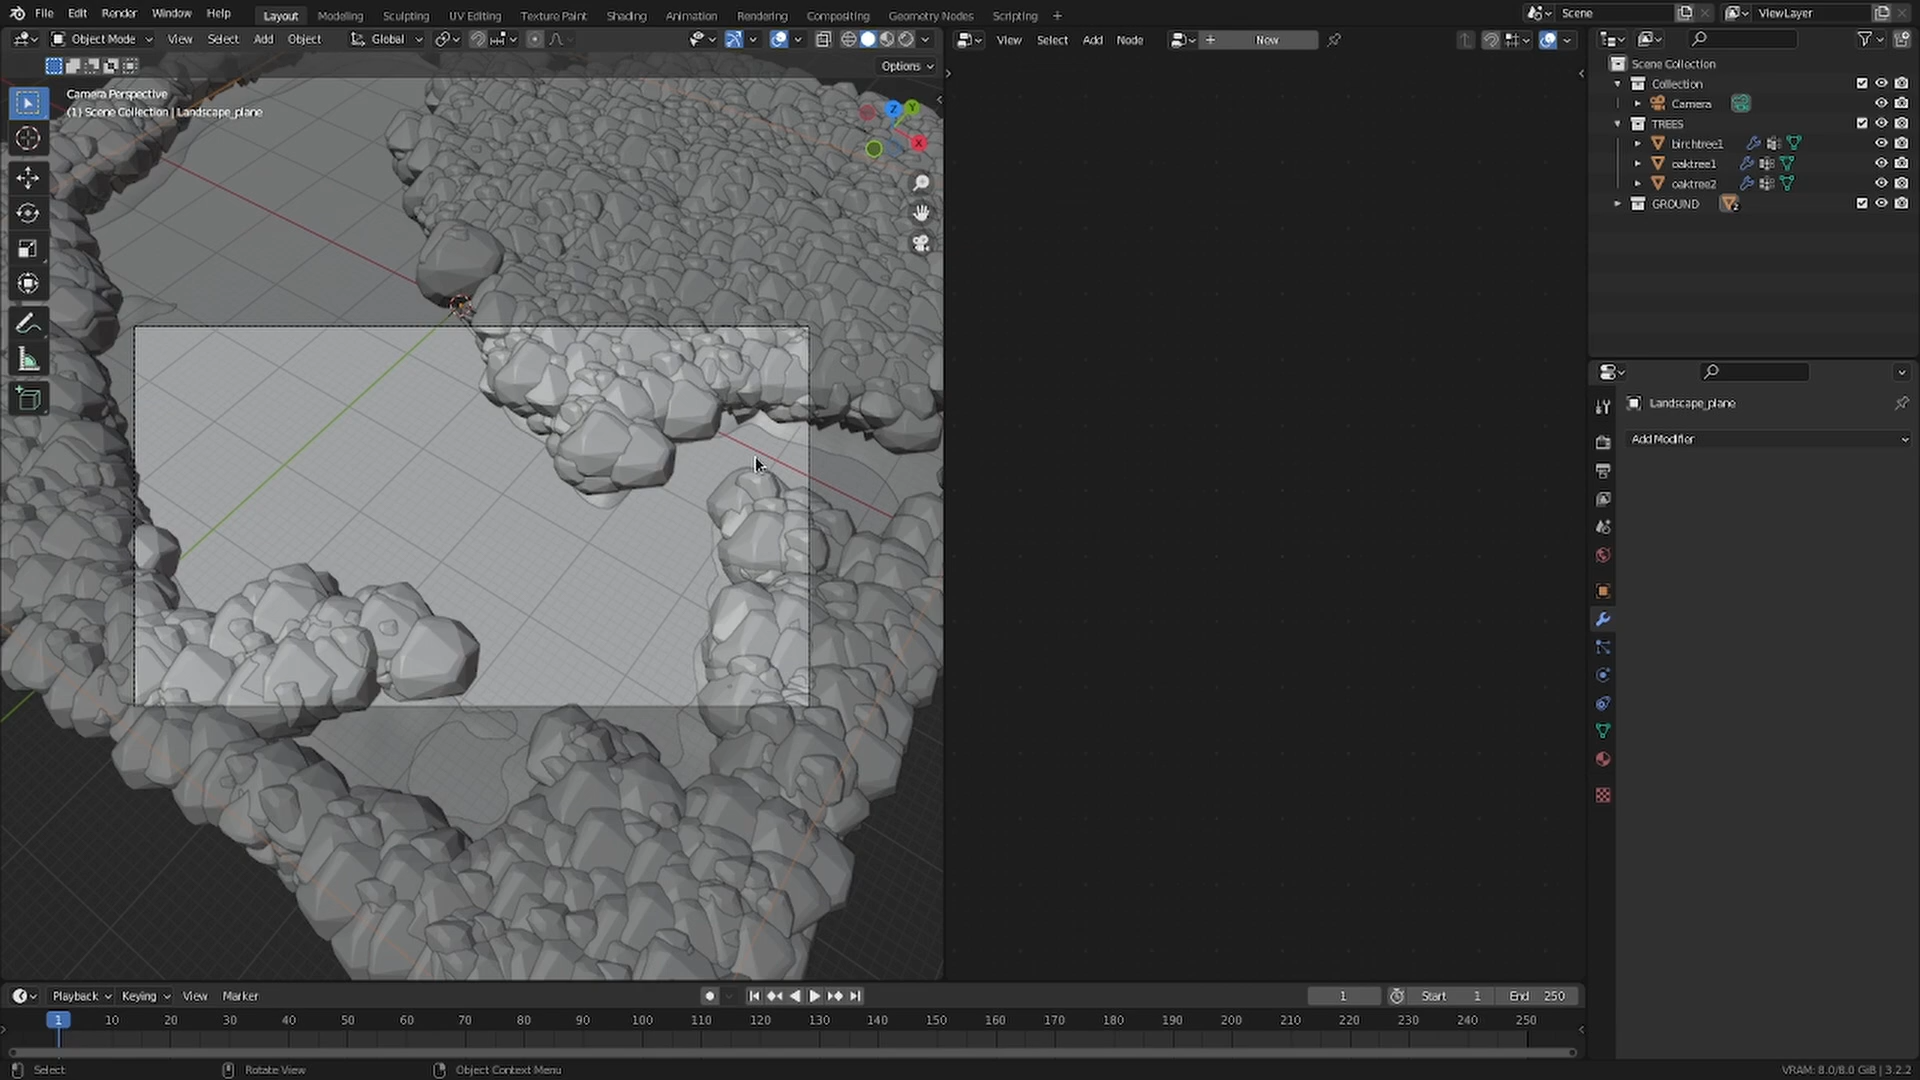 File Edit Render Window Help
Layout Modeling Sculpting UV Editing Texture Paint Shading Animation Rendering Compositing Geometry Nodes Scripting
Scene
ViewLayer
Object Mode View Select Add Object
Global
View Select Add Node
New
Options
Camera Perspective
(1) Scene Collection | Landscape_plane
Z
Y
X
Scene Collection
Collection
Camera
TREES
birchtree1
oaktree1
oaktree2
GROUND
2
Landscape_plane
Add Modifier
Playback Keying View Marker
1
Start 1
End 250
1 10 20 30 40 50 60 70 80 90 100 110 120 130 140 150 160 170 180 190 200 210 220 230 240 250
Select
Rotate View
Object Context Menu
VRAM: 8.0/8.0 GiB | 3.2.2